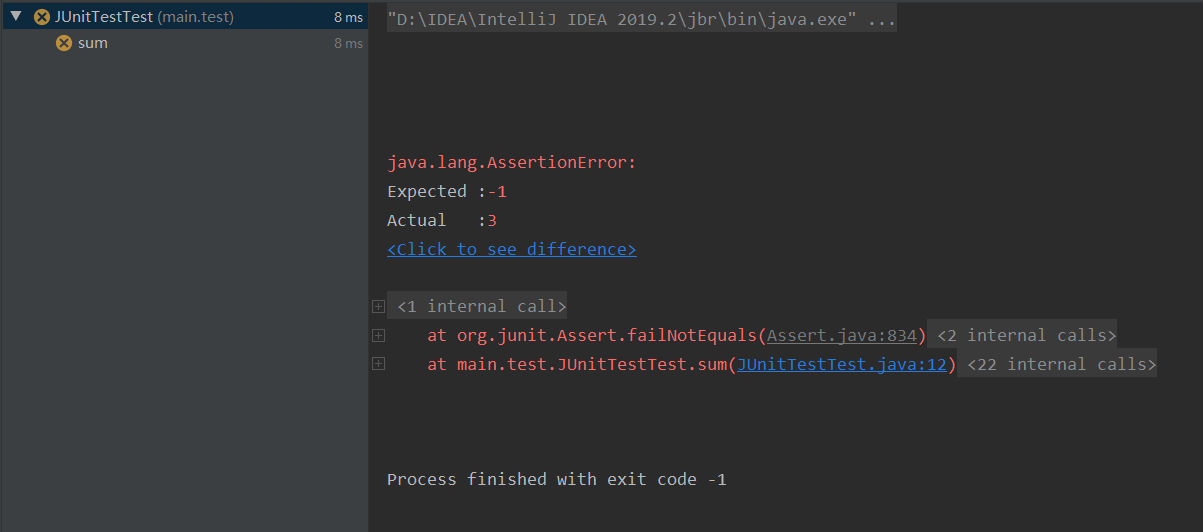 JUnitTestTest (main.test) 8 ms
sum 8 ms
"D:\IDEA\IntelliJ IDEA 2019.2\jbr\bin\java.exe" ...
java.lang.AssertionError:
Expected :-1
Actual   :3
<Click to see difference>
<1 internal call>
at org.junit.Assert.failNotEquals(Assert.java:834) <2 internal calls>
at main.test.JUnitTestTest.sum(JUnitTestTest.java:12) <22 internal calls>
Process finished with exit code -1